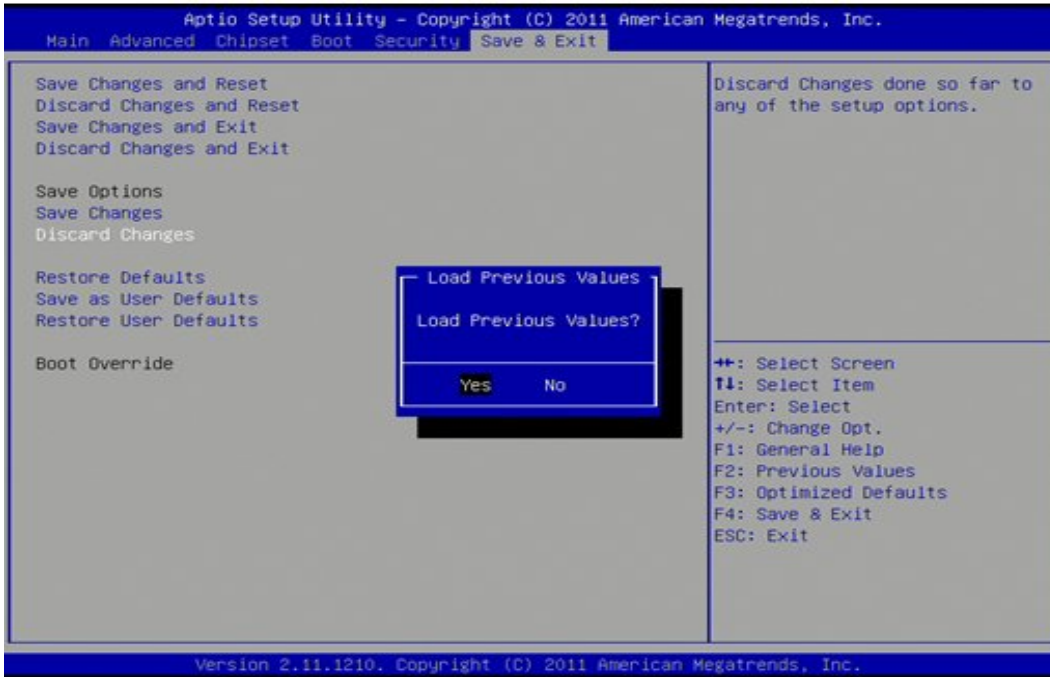 Aptio Setup Utility – Copyright (C) 2011 American Megatrends, Inc.
Main Advanced Chipset Boot Security Save & Exit
Save Changes and Reset
Discard Changes and Reset
Save Changes and Exit
Discard Changes and Exit
Save Options
Save Changes
Discard Changes
Restore Defaults
Save as User Defaults
Restore User Defaults
Boot Override
Load Previous Values
Load Previous Values?
Yes No
Discard Changes done so far to
any of the setup options.
→←: Select Screen
↑↓: Select Item
Enter: Select
+/-: Change Opt.
F1: General Help
F2: Previous Values
F3: Optimized Defaults
F4: Save & Exit
ESC: Exit
Version 2.11.1210. Copyright (C) 2011 American Megatrends, Inc.